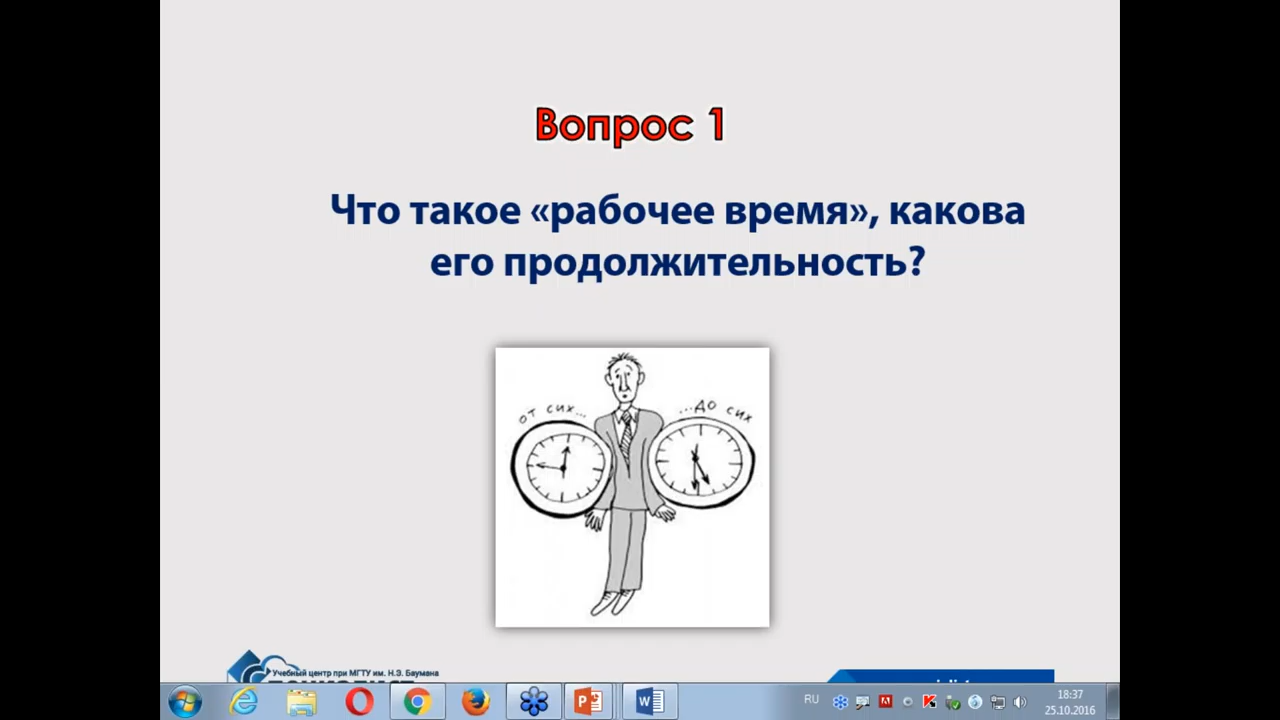 Вопрос 1
Что такое «рабочее время», какова
его продолжительность?
от сих...
...до сих
Учебный центр при МГТУ им. Н.Э. Баумана
RU
18:37
25.10.2016